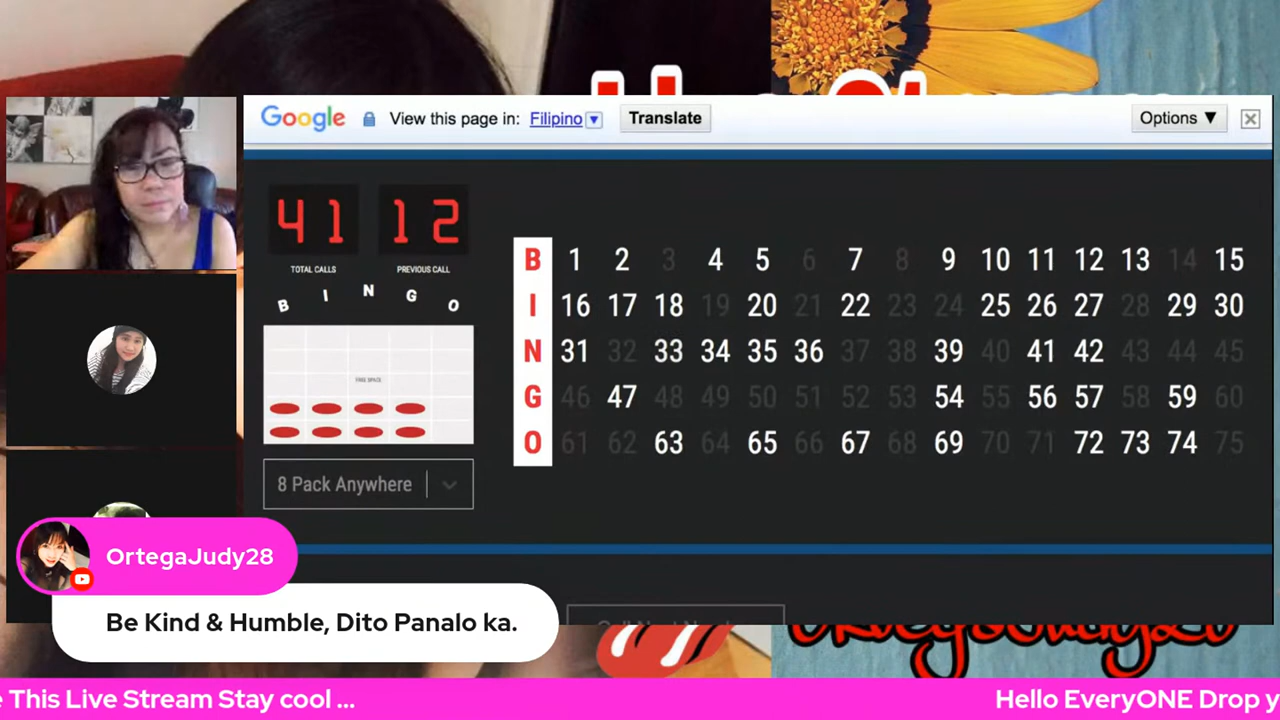 Google View this page in: Filipino ▼ Translate Options ▼
41 12
TOTAL CALLS PREVIOUS CALL
B I N G O
FREE SPACE
8 Pack Anywhere
B 1 2 3 4 5 6 7 8 9 10 11 12 13 14 15
I 16 17 18 19 20 21 22 23 24 25 26 27 28 29 30
N 31 32 33 34 35 36 37 38 39 40 41 42 43 44 45
G 46 47 48 49 50 51 52 53 54 55 56 57 58 59 60
O 61 62 63 64 65 66 67 68 69 70 71 72 73 74 75
OrtegaJudy28
Be Kind & Humble, Dito Panalo ka.
This Live Stream Stay cool ...
Hello EveryONE Drop y